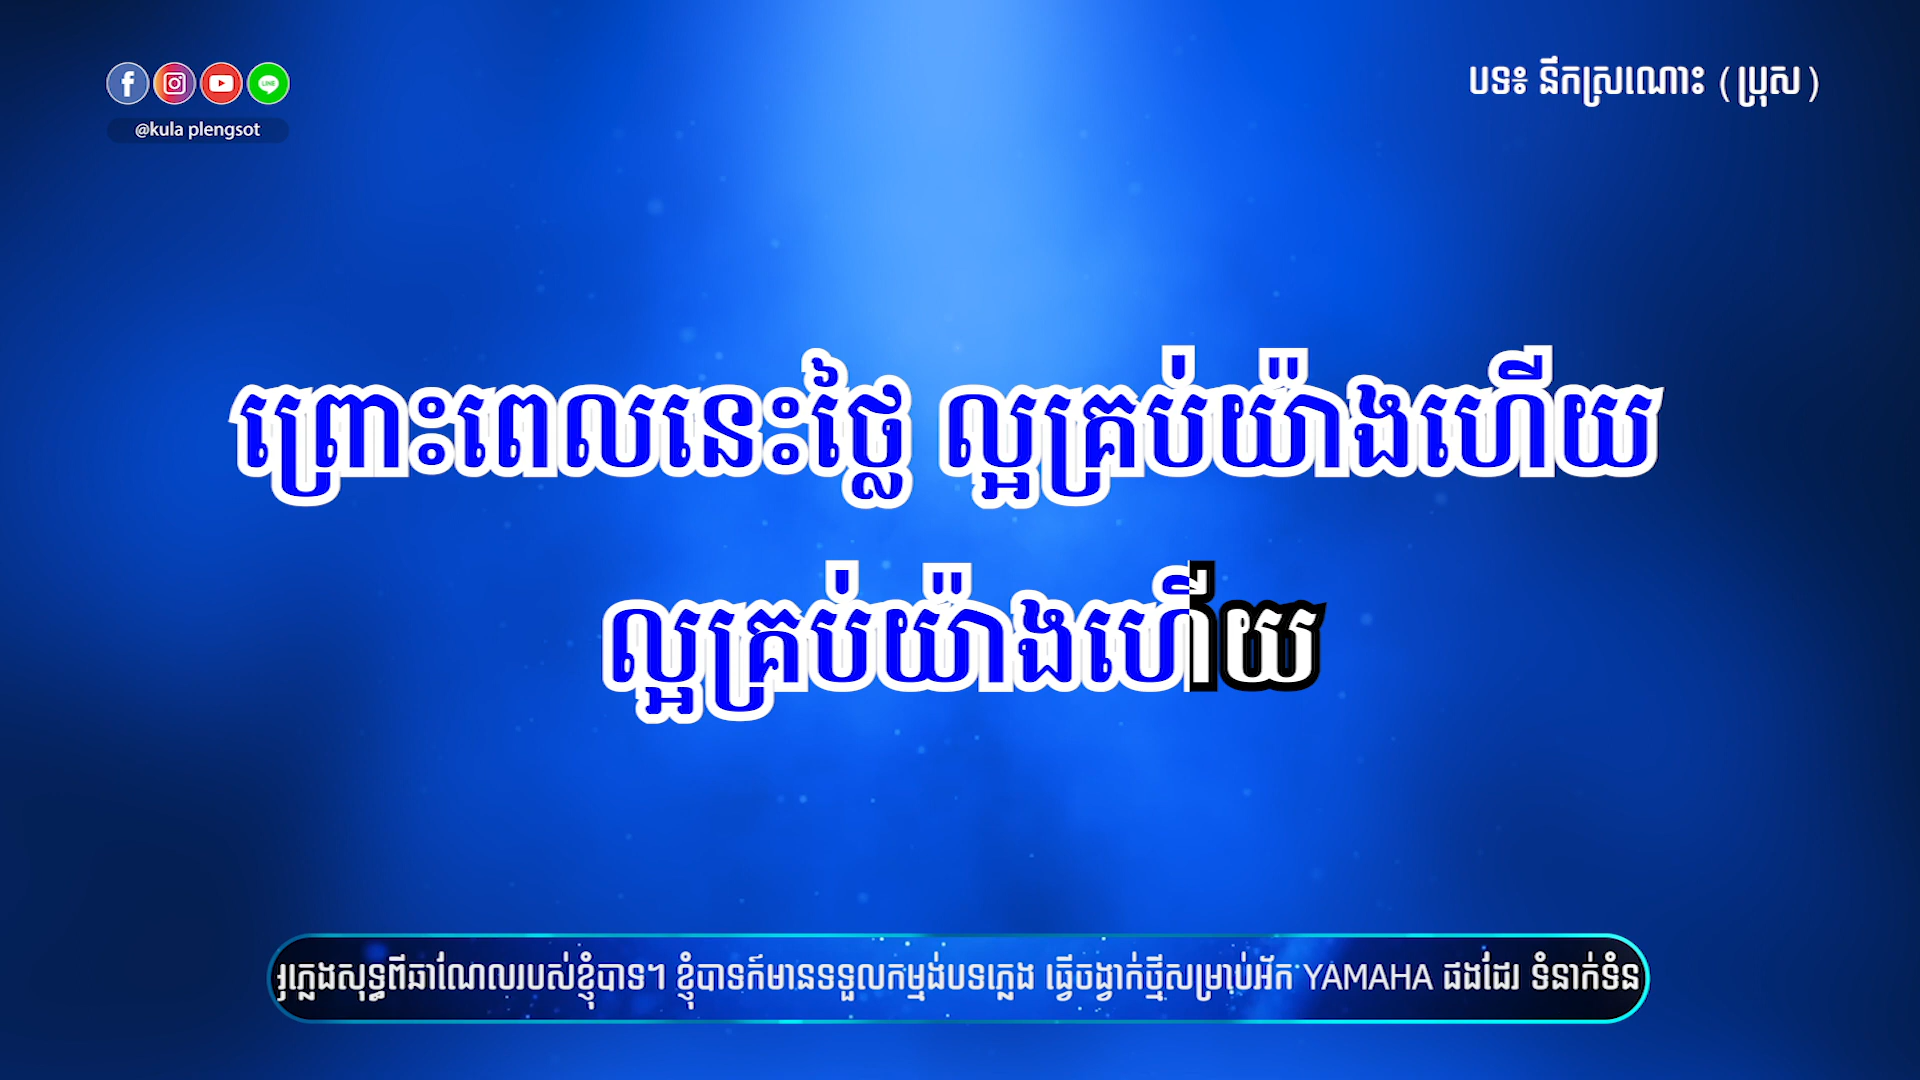 បទ៖ នឹកស្រណោះ (ប្រុស)
@kula plengsot
ព្រោះពេលនេះថ្លៃ ល្អគ្រប់យ៉ាងហើយ
ល្អគ្រប់យ៉ាងហើយ
ភ្លេងសុទ្ធពីឆាណែលរបស់ខ្ញុំបាទ។ ខ្ញុំបាទក៍មានទទួលកម្មង់បទភ្លេង ធ្វើចង្វាក់ថ្មីសម្រាប់អ័ក YAMAHA ផងដែរ ទំនាក់ទំន